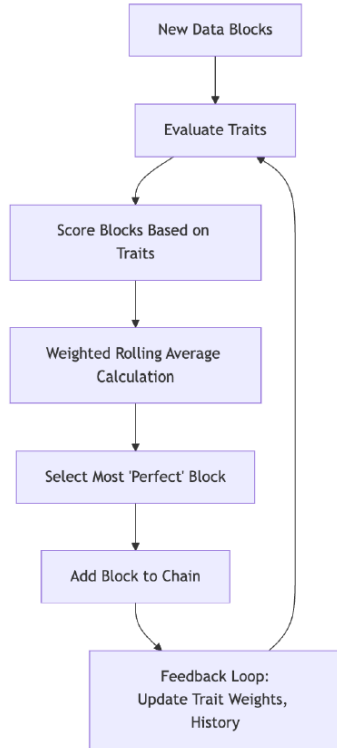 New Data Blocks
Evaluate Traits
Score Blocks Based on
Traits
Weighted Rolling Average
Calculation
Select Most 'Perfect' Block
Add Block to Chain
Feedback Loop:
Update Trait Weights,
History